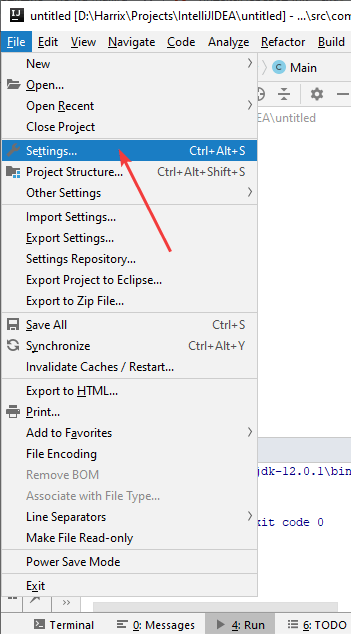 untitled [D:\Harrix\Projects\IntelliJIDEA\untitled] - ...\src\com
File Edit View Navigate Code Analyze Refactor Build
C Main
New
Open...
EA\untitled
Open Recent
Close Project
Settings... Ctrl+Alt+S
Project Structure... Ctrl+Alt+Shift+S
Other Settings
Import Settings...
Export Settings...
Settings Repository...
Export Project to Eclipse...
Export to Zip File...
Save All Ctrl+S
Synchronize Ctrl+Alt+Y
Invalidate Caches / Restart...
Export to HTML...
Print...
Add to Favorites
File Encoding
jdk-12.0.1\bin
Remove BOM
Associate with File Type...
Line Separators
xit code 0
Make File Read-only
Power Save Mode
Exit
Terminal 0: Messages 4: Run 6: TODO